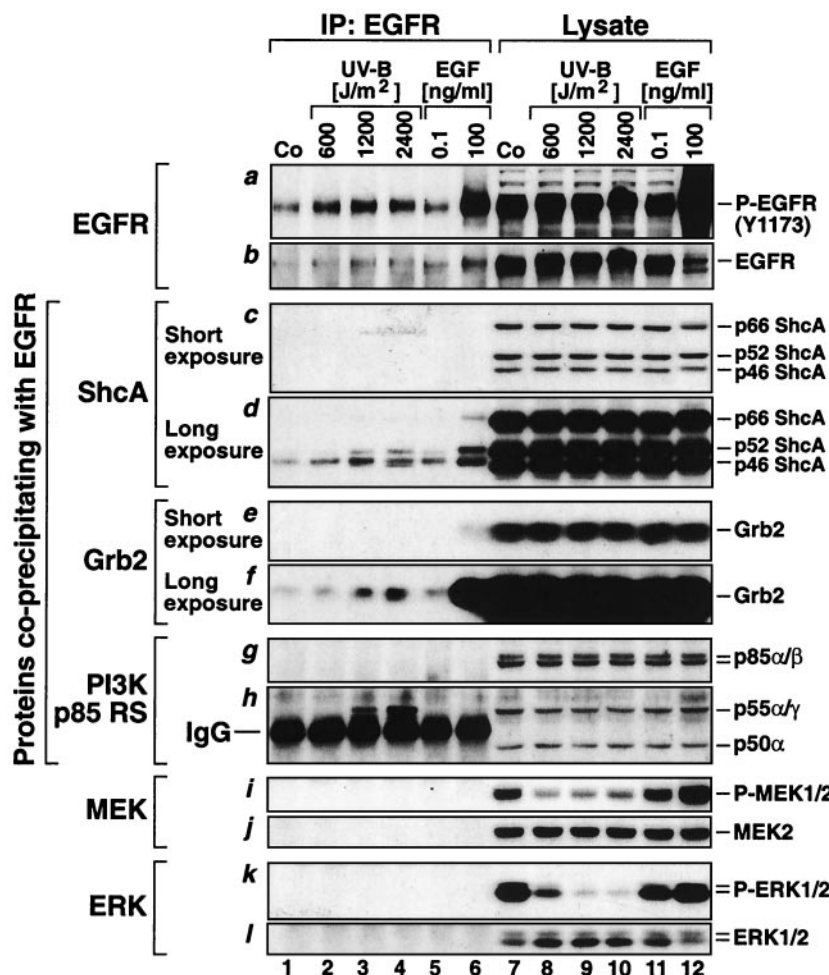 IP: EGFR Lysate
UV-B EGF UV-B EGF
[J/m²] [ng/ml] [J/m²] [ng/ml]
Co 600 1200 2400 0.1 100 Co 600 1200 2400 0.1 100
Proteins co-precipitating with EGFR
EGFR
a P-EGFR
(Y1173)
b EGFR
ShcA
c Short
exposure
p66 ShcA
p52 ShcA
p46 ShcA
d Long
exposure
p66 ShcA
p52 ShcA
p46 ShcA
Grb2
e Short
exposure
Grb2
f Long
exposure
Grb2
PI3K
p85 RS
g p85α/β
h p55α/γ
IgG
p50α
MEK
i P-MEK1/2
j MEK2
ERK
k P-ERK1/2
l ERK1/2
1 2 3 4 5 6 7 8 9 10 11 12